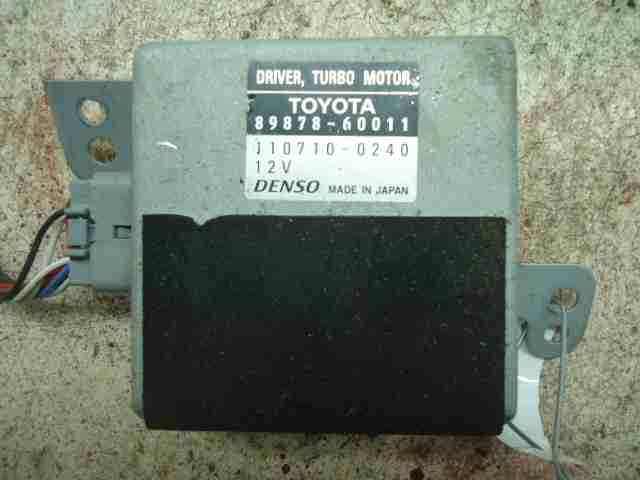 DRIVER, TURBO MOTOR
TOYOTA
89878-60011
110710-0240
12V
DENSO MADE IN JAPAN